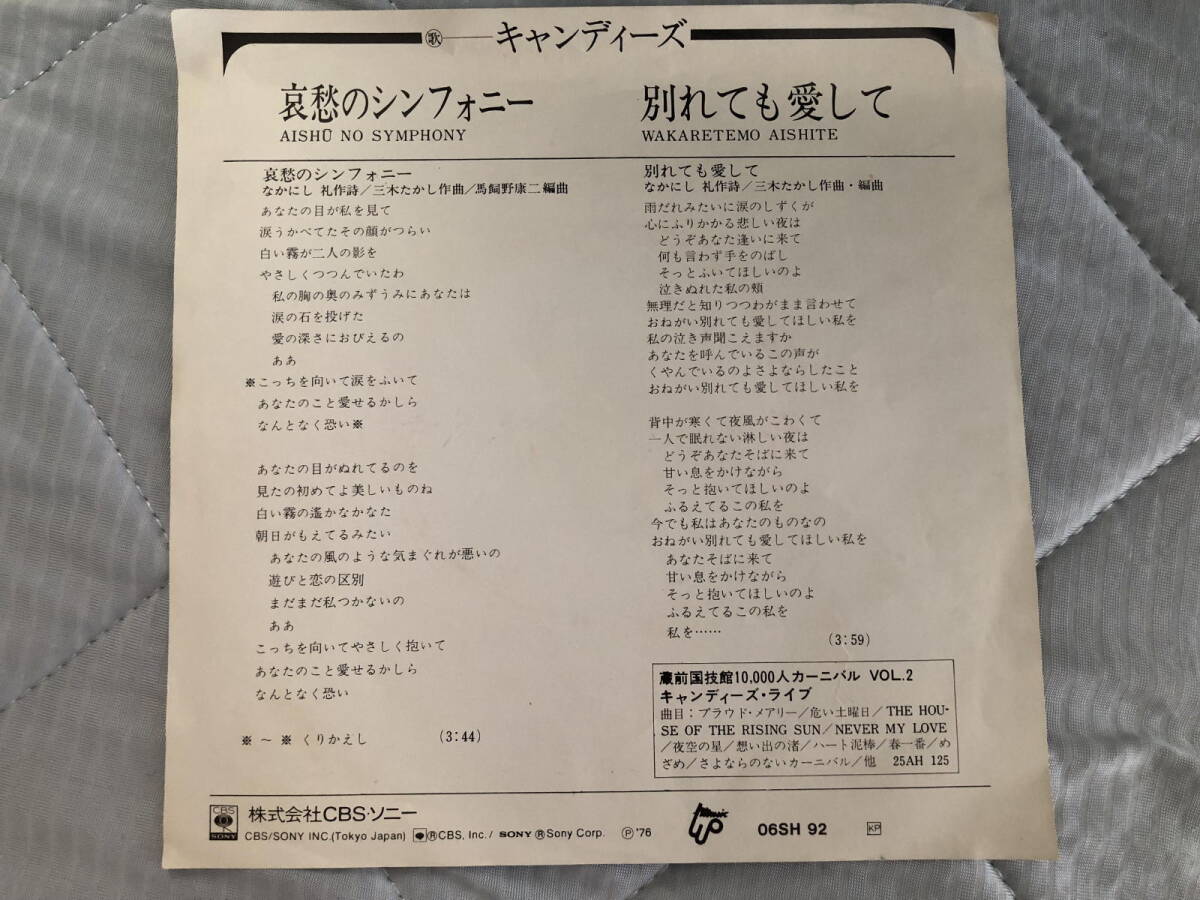 歌 キャンディーズ
哀愁のシンフォニー
AISHŪ NO SYMPHONY
別れても愛して
WAKARETEMO AISHITE
哀愁のシンフォニー
なかにし 礼作詩/三木たかし作曲/馬飼野康二編曲
あなたの目が私を見て
涙うかべてたその顔がつらい
白い霧が二人の影を
やさしくつつんでいたわ
私の胸の奥のみずうみにあなたは
涙の石を投げた
愛の深さにおびえるの
ああ
※こっちを向いて涙をふいて
あなたのこと愛せるかしら
なんとなく恐い※
あなたの目がぬれてるのを
見たの初めてよ美しいものね
白い霧の遙かなかなた
朝日がもえてるみたい
あなたの風のような気まぐれが悪いの
遊びと恋の区別
まだまだ私つかないの
ああ
こっちを向いてやさしく抱いて
あなたのこと愛せるかしら
なんとなく恐い
※ ~ ※ くりかえし (3:44)
別れても愛して
なかにし 礼作詩/三木たかし作曲・編曲
雨だれみたいに涙のしずくが
心にふりかかる悲しい夜は
どうぞあなた逢いに来て
何も言わず手をのばし
そっとふいてほしいのよ
泣きぬれた私の頬
無理だと知りつつわがまま言わせて
おねがい別れても愛してほしい私を
私の泣き声聞こえますか
あなたを呼んでいるこの声が
くやんでいるのよさよならしたこと
おねがい別れても愛してほしい私を
背中が寒くて夜風がこわくて
一人で眠れない淋しい夜は
どうぞあなたそばに来て
甘い息をかけながら
そっと抱いてほしいのよ
ふるえてるこの私を
今でも私はあなたのものなの
おねがい別れても愛してほしい私を
あなたそばに来て
甘い息をかけながら
そっと抱いてほしいのよ
ふるえてるこの私を
私を…… (3:59)
蔵前国技館10,000人カーニバル VOL.2
キャンディーズ・ライブ
曲目:プラウド・メアリー/危い土曜日/THE HOU-
SE OF THE RISING SUN/NEVER MY LOVE
/夜空の星/想い出の渚/ハート泥棒/春一番/め
ざめ/さよならのないカーニバル/他 25AH 125
CBS
SONY
株式会社CBS・ソニー
CBS/SONY INC.(Tokyo Japan) ®CBS, Inc./ SONY ®Sony Corp. ℗'76
music UP
06SH 92
KP